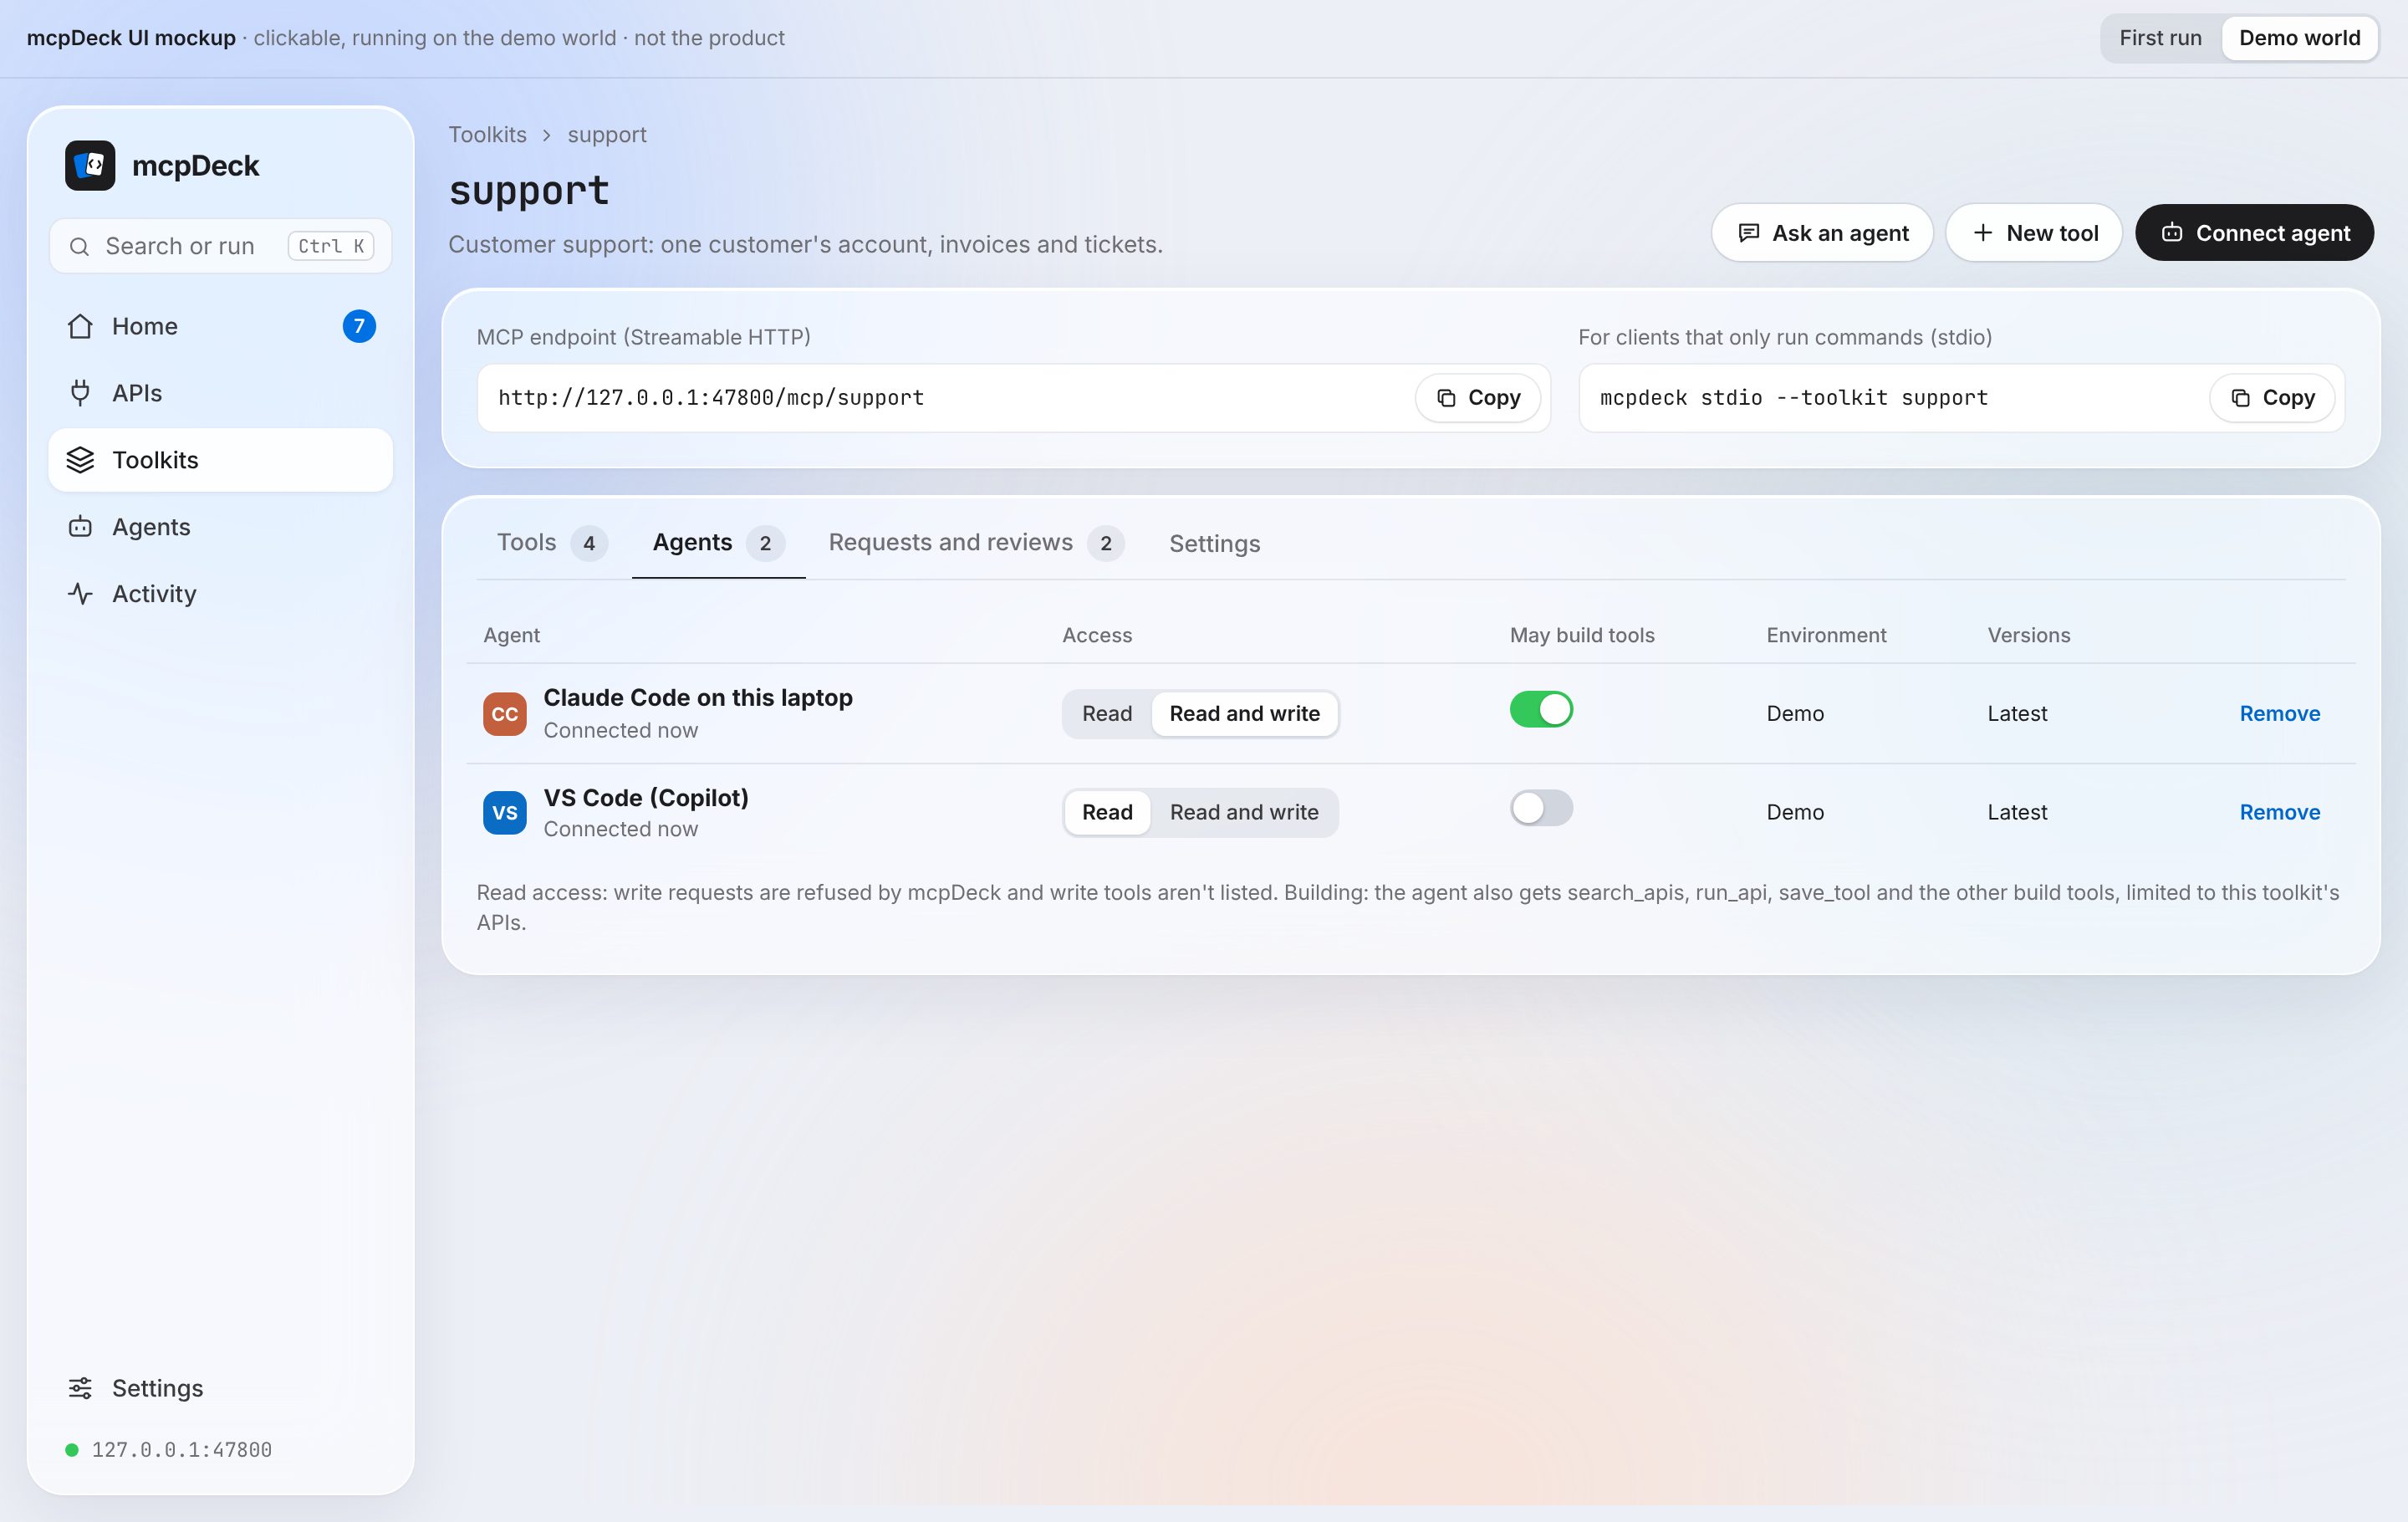 mcpDeck UI mockup · clickable, running on the demo world · not the product
First run
Demo world
mcpDeck
Search or run
Ctrl K
Home
7
APIs
Toolkits
Agents
Activity
Settings
127.0.0.1:47800
Toolkits > support
support
Customer support: one customer's account, invoices and tickets.
Ask an agent
New tool
Connect agent
MCP endpoint (Streamable HTTP)
http://127.0.0.1:47800/mcp/support
Copy
For clients that only run commands (stdio)
mcpdeck stdio --toolkit support
Copy
Tools 4
Agents 2
Requests and reviews 2
Settings
Agent Access May build tools Environment Versions
CC
Claude Code on this laptop
Connected now
Read
Read and write
Demo
Latest
Remove
VS
VS Code (Copilot)
Connected now
Read
Read and write
Demo
Latest
Remove
Read access: write requests are refused by mcpDeck and write tools aren't listed. Building: the agent also gets search_apis, run_api, save_tool and the other build tools, limited to this toolkit's
APIs.